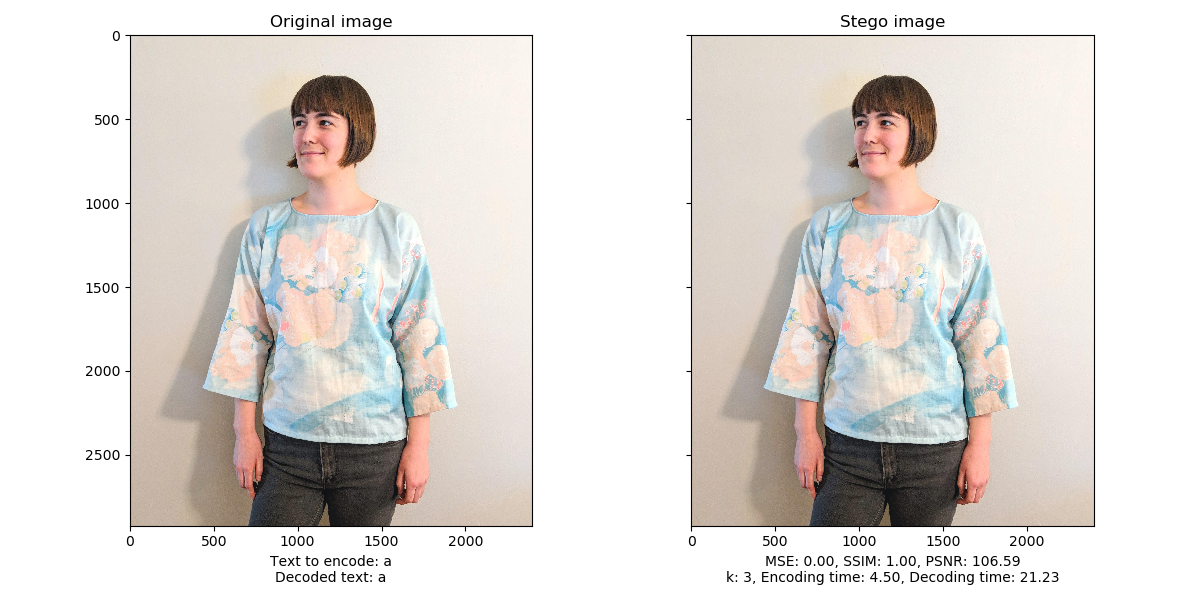 Original image
Stego image
0
500
1000
1500
2000
2500
0 500 1000 1500 2000
0 500 1000 1500 2000
Text to encode: a
Decoded text: a
MSE: 0.00, SSIM: 1.00, PSNR: 106.59
k: 3, Encoding time: 4.50, Decoding time: 21.23